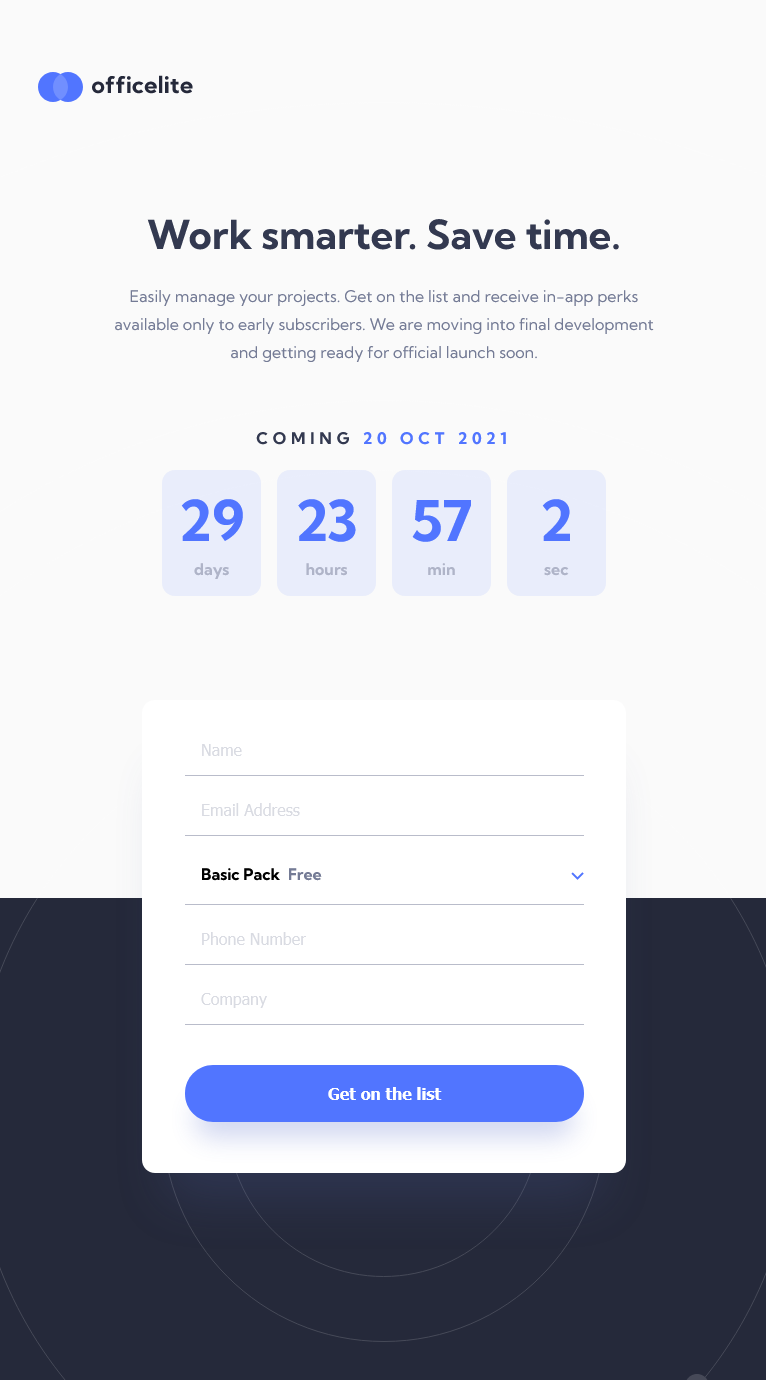 officelite
Work smarter. Save time.
Easily manage your projects. Get on the list and receive in-app perks
available only to early subscribers. We are moving into final development
and getting ready for official launch soon.
COMING 20 OCT 2021
29 23 57 2
days hours min sec
Name
Email Address
Basic Pack Free
Phone Number
Company
Get on the list